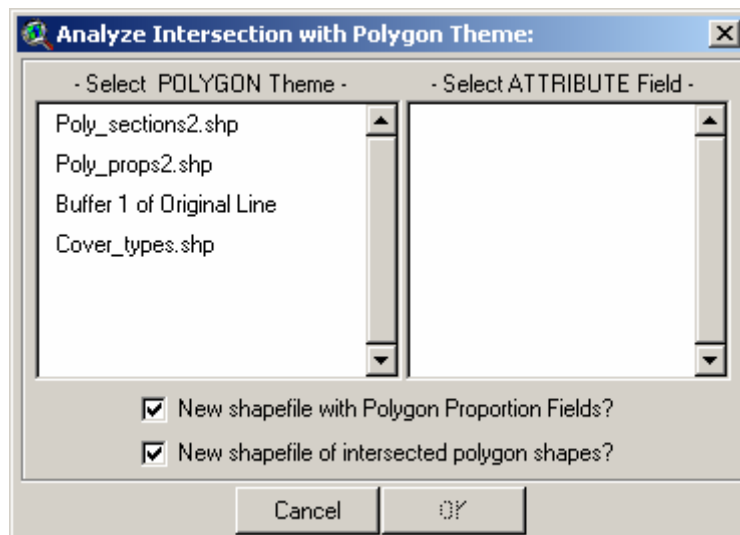 Analyze Intersection with Polygon Theme:
- Select POLYGON Theme -
- Select ATTRIBUTE Field -
Poly_sections2.shp
Poly_props2.shp
Buffer 1 of Original Line
Cover_types.shp
New shapefile with Polygon Proportion Fields?
New shapefile of intersected polygon shapes?
Cancel
OK